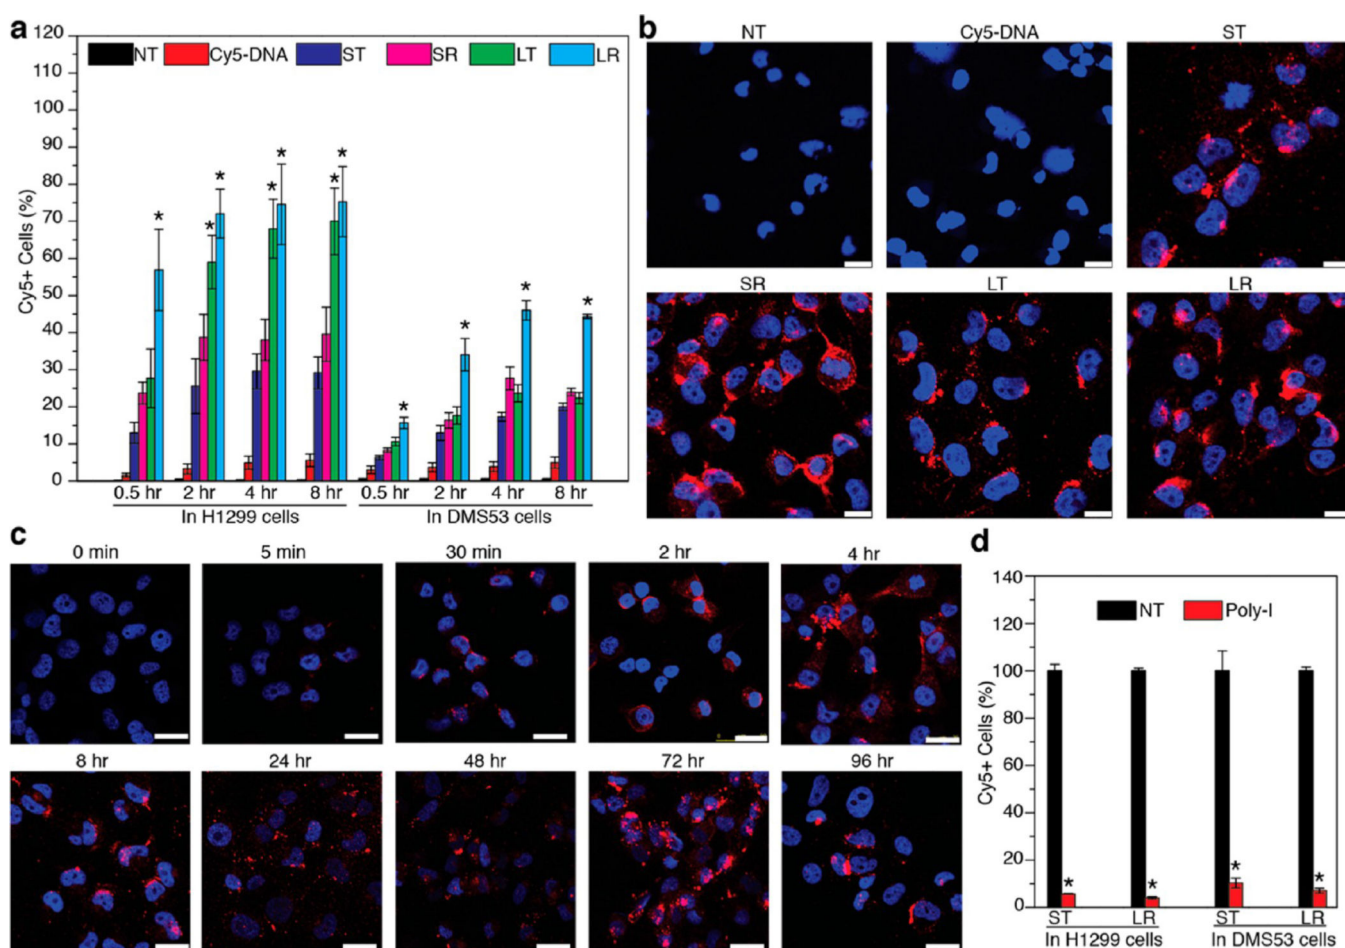 a
120
110
100
90
80
70
60
50
40
30
20
10
0
Cy5+ Cells (%)
NT Cy5-DNA ST SR LT LR
* * * * * * * * * * *
0.5 hr 2 hr 4 hr 8 hr 0.5 hr 2 hr 4 hr 8 hr
In H1299 cells In DMS53 cells
b
NT Cy5-DNA ST
SR LT LR
c
0 min 5 min 30 min 2 hr 4 hr
8 hr 24 hr 48 hr 72 hr 96 hr
d
140
120
100
80
60
40
20
10
0
Cy5+ Cells (%)
NT Poly-I
* * * *
ST LR ST LR
In H1299 cells In DMS53 cells